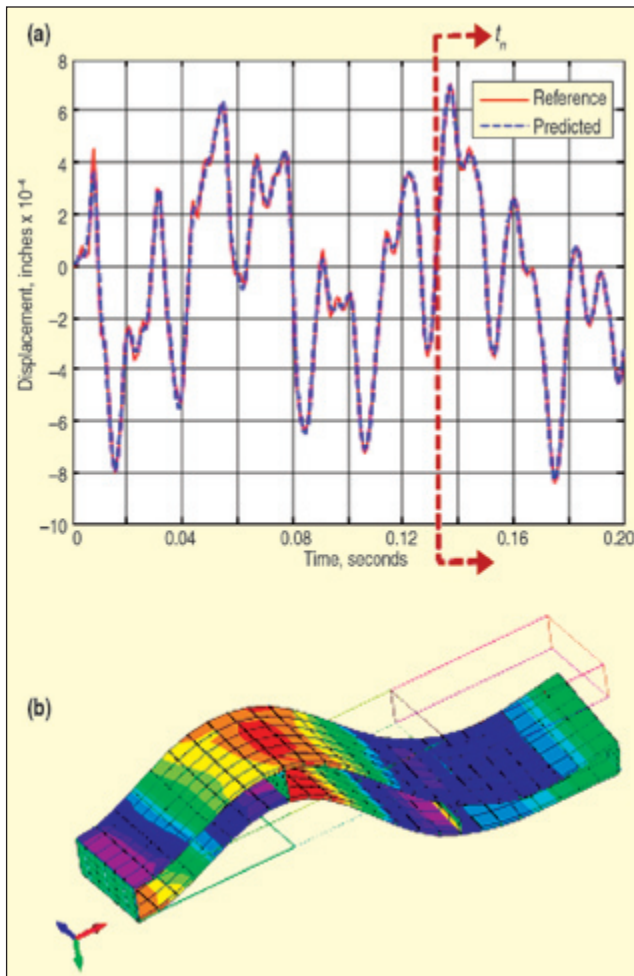 (a)
tn
8
6
4
2
0
−2
−4
−6
−8
−10
Displacement, inches x 10⁻⁴
Reference
Predicted
0 0.04 0.08 0.12 0.16 0.20
Time, seconds
(b)